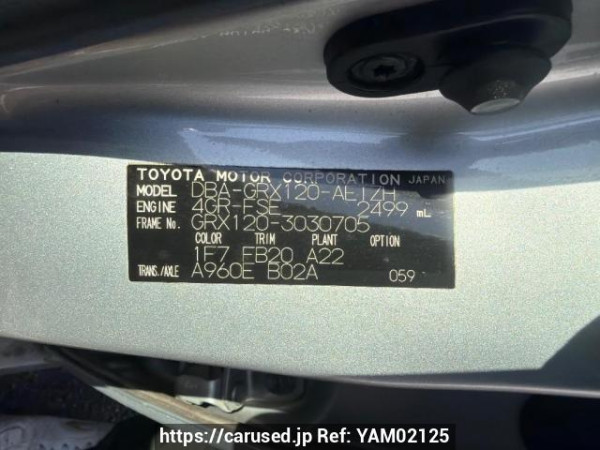 TOYOTA MOTOR CORPORATION JAPAN
MODEL DBA-GRX120-AETZH
ENGINE 4GR-FSE 2499 mL
FRAME No. GRX120-3030705
COLOR TRIM PLANT OPTION
1F7 FB20 A22
TRANS./AXLE A960E B02A 059
https://carused.jp Ref: YAM02125